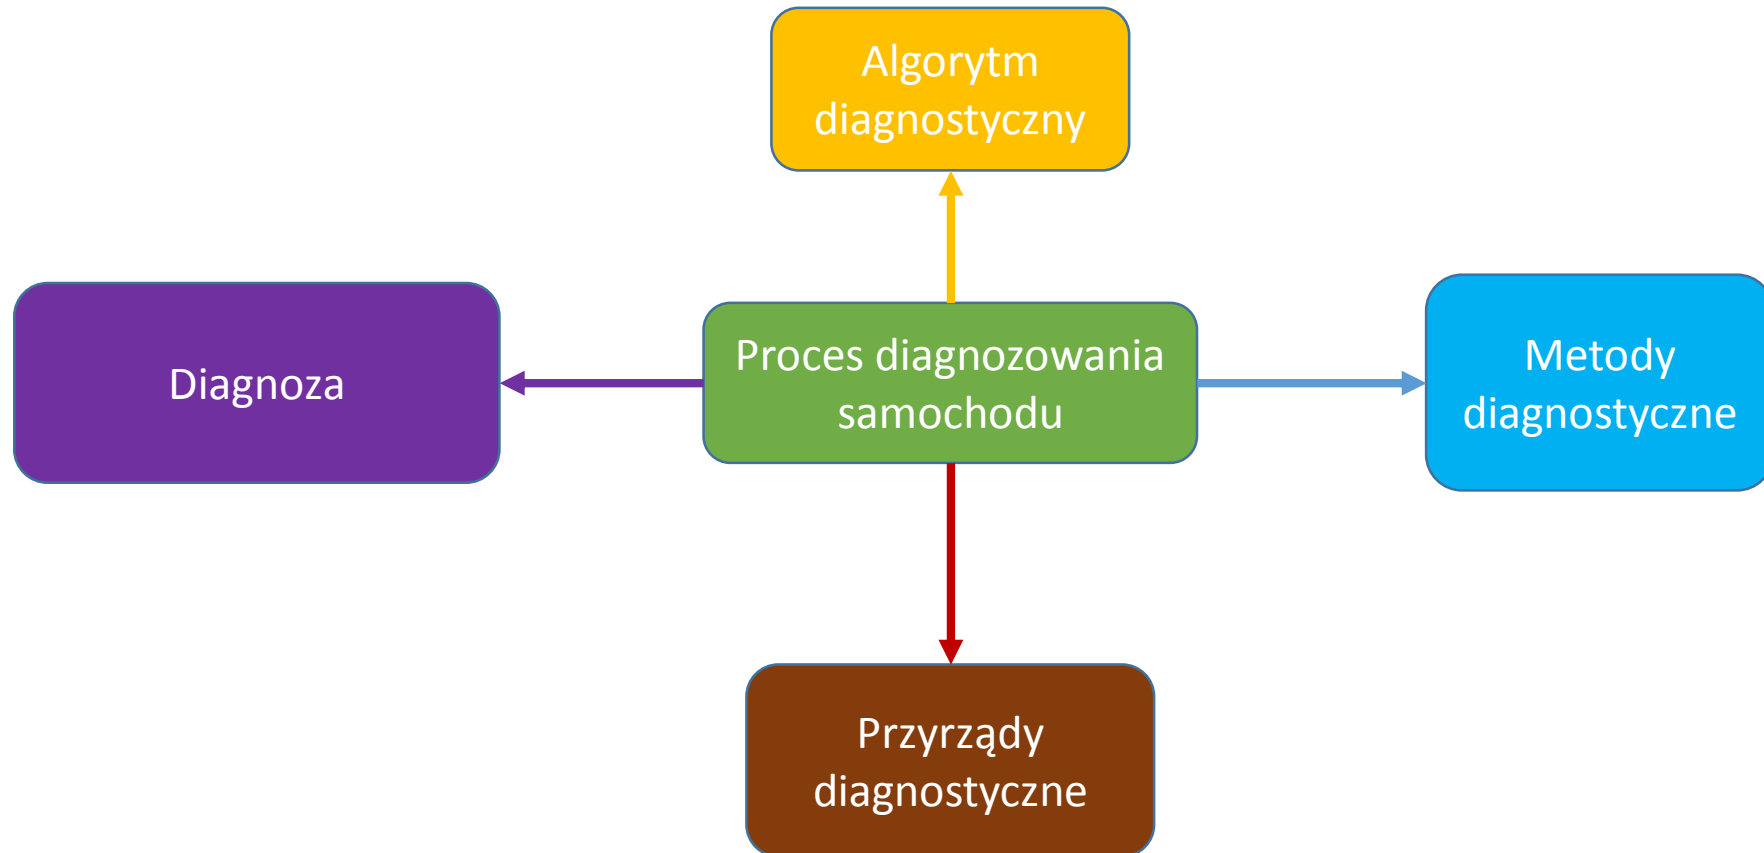 Algorytm
diagnostyczny
Diagnoza
Proces diagnozowania
samochodu
Metody
diagnostyczne
Przyrządy
diagnostyczne